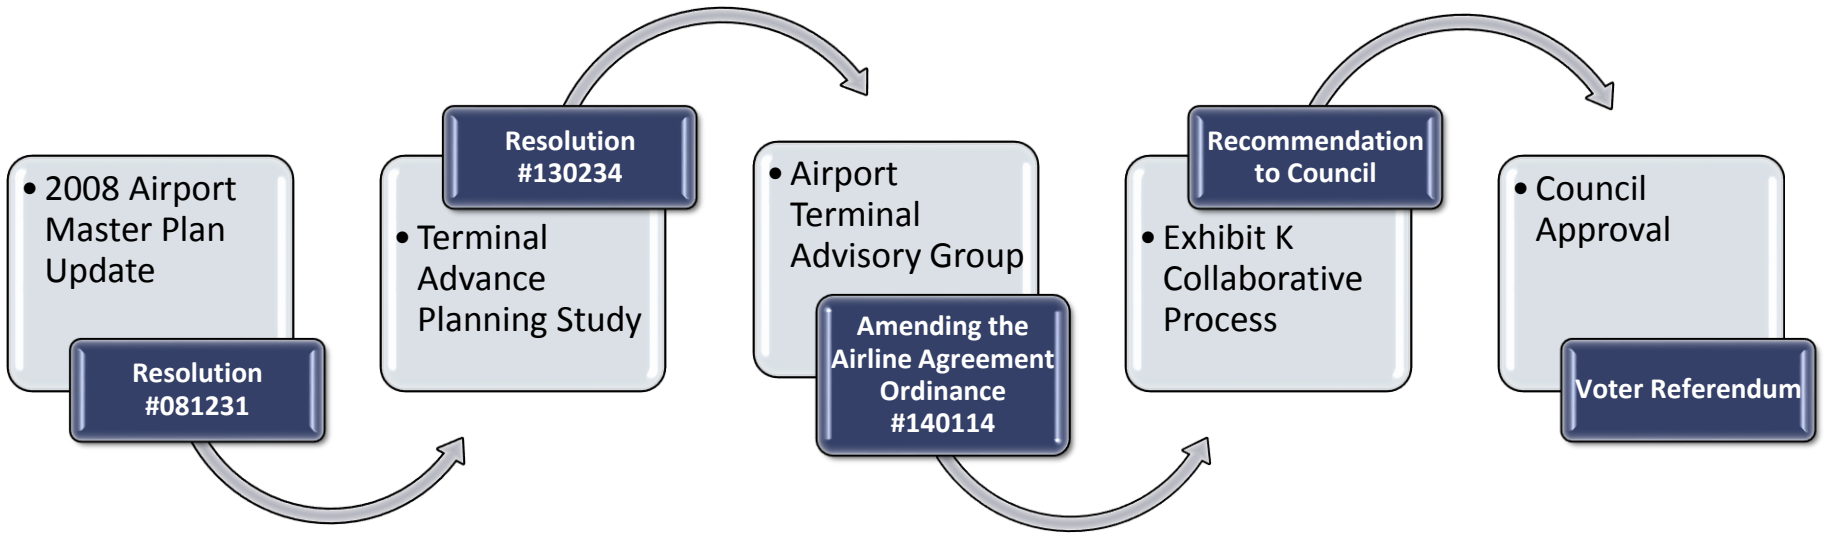 • 2008 Airport
Master Plan
Update
Resolution
#081231
Resolution
#130234
• Terminal
Advance
Planning Study
• Airport
Terminal
Advisory Group
Amending the
Airline Agreement
Ordinance
#140114
Recommendation
to Council
• Exhibit K
Collaborative
Process
• Council
Approval
Voter Referendum